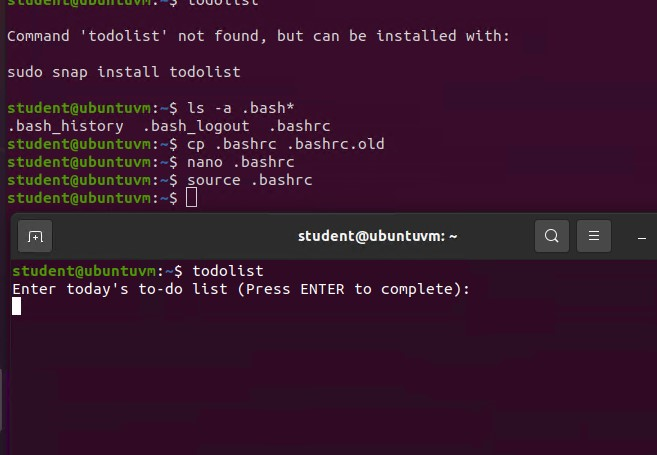 student@ubuntuvm:~$ todolist
Command 'todolist' not found, but can be installed with:
sudo snap install todolist
student@ubuntuvm:~$ ls -a .bash*
.bash_history  .bash_logout  .bashrc
student@ubuntuvm:~$ cp .bashrc .bashrc.old
student@ubuntuvm:~$ nano .bashrc
student@ubuntuvm:~$ source .bashrc
student@ubuntuvm:~$
student@ubuntuvm: ~
student@ubuntuvm:~$ todolist
Enter today's to-do list (Press ENTER to complete):